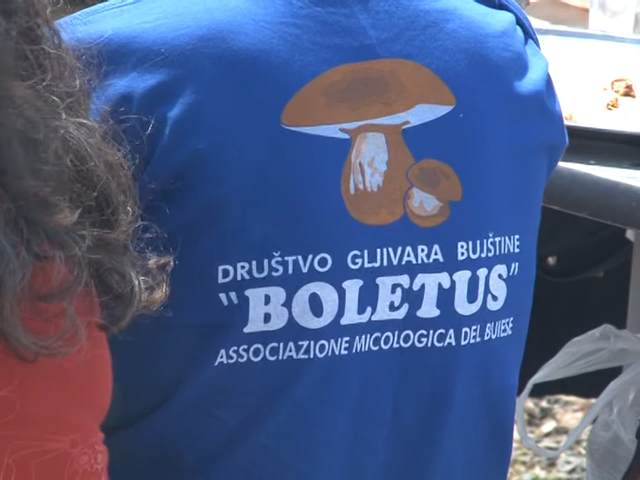 DRUŠTVO GLJIVARA BUJŠTINE
"BOLETUS"
ASSOCIAZIONE MICOLOGICA DEL BUIESE